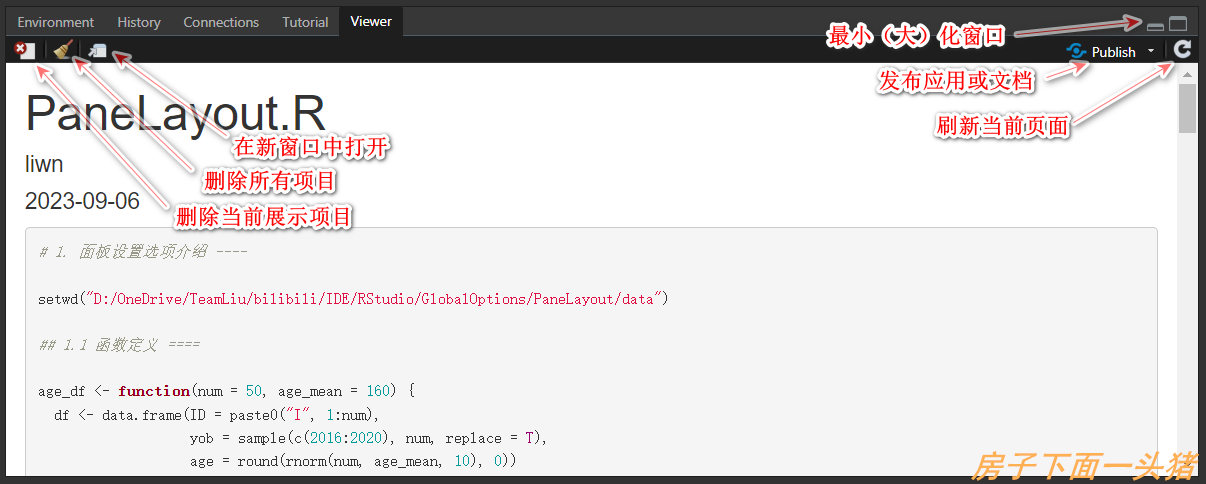 Environment History Connections Tutorial Viewer
最小（大）化窗口
Publish
发布应用或文档
刷新当前页面
PaneLayout.R
在新窗口中打开
liwn
删除所有项目
2023-09-06
删除当前展示项目
# 1. 面板设置选项介绍 ----
setwd("D:/OneDrive/TeamLiu/bilibili/IDE/RStudio/GlobalOptions/PaneLayout/data")
## 1.1 函数定义 ====
age_df <- function(num = 50, age_mean = 160) {
df <- data.frame(ID = paste0("I", 1:num),
yob = sample(c(2016:2020), num, replace = T),
age = round(rnorm(num, age_mean, 10), 0))
房子下面一头猪